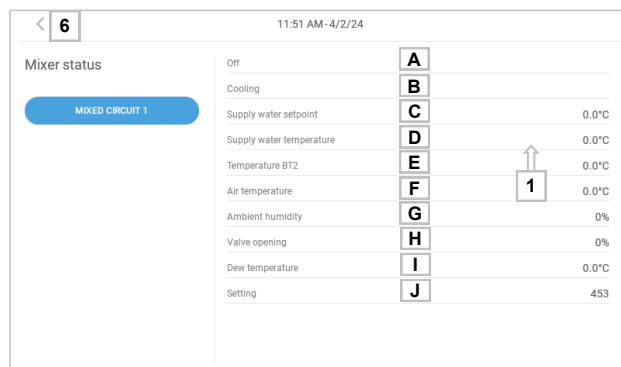 6 11:51 AM-4/2/24
Mixer status
MIXED CIRCUIT 1
Off A
Cooling B
Supply water setpoint C 0.0°C
Supply water temperature D 0.0°C
Temperature BT2 E 0.0°C
Air temperature F 0.0°C
1
Ambient humidity G 0%
Valve opening H 0%
Dew temperature I 0.0°C
Setting J 453